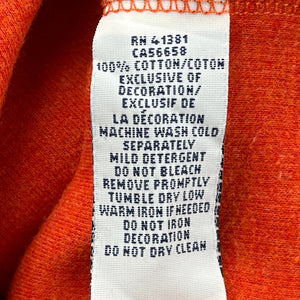 RN 41381
CA56658
100% COTTON/COTON
EXCLUSIVE OF
DECORATION/
EXCLUSIF DE
LA DÉCORATION
MACHINE WASH COLD
SEPARATELY
MILD DETERGENT
DO NOT BLEACH
REMOVE PROMPTLY
TUMBLE DRY LOW
WARM IRON IF NEEDED
DO NOT IRON
DECORATION
DO NOT DRY CLEAN